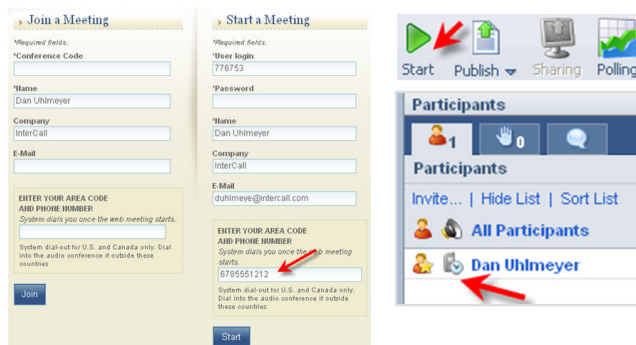 › Join a Meeting
*Required fields.
*Conference Code
*Name
Dan Uhlmeyer
Company
InterCall
E-Mail
ENTER YOUR AREA CODE
AND PHONE NUMBER
System dials you once the web meeting starts.
System dial-out for U.S. and Canada only. Dial
into the audio conference if outside these
countries
Join
› Start a Meeting
*Required fields.
*User login
776753
*Password
*Name
Dan Uhlmeyer
Company
InterCall
E-Mail
duhlmeye@intercall.com
ENTER YOUR AREA CODE
AND PHONE NUMBER
System dials you once the web meeting
starts.
6785551212
System dial-out for U.S. and Canada only.
Dial into the audio conference if outside
these countries
Start
Start Publish Sharing Polling
Participants
1 0
Participants
Invite... | Hide List | Sort List
All Participants
Dan Uhlmeyer